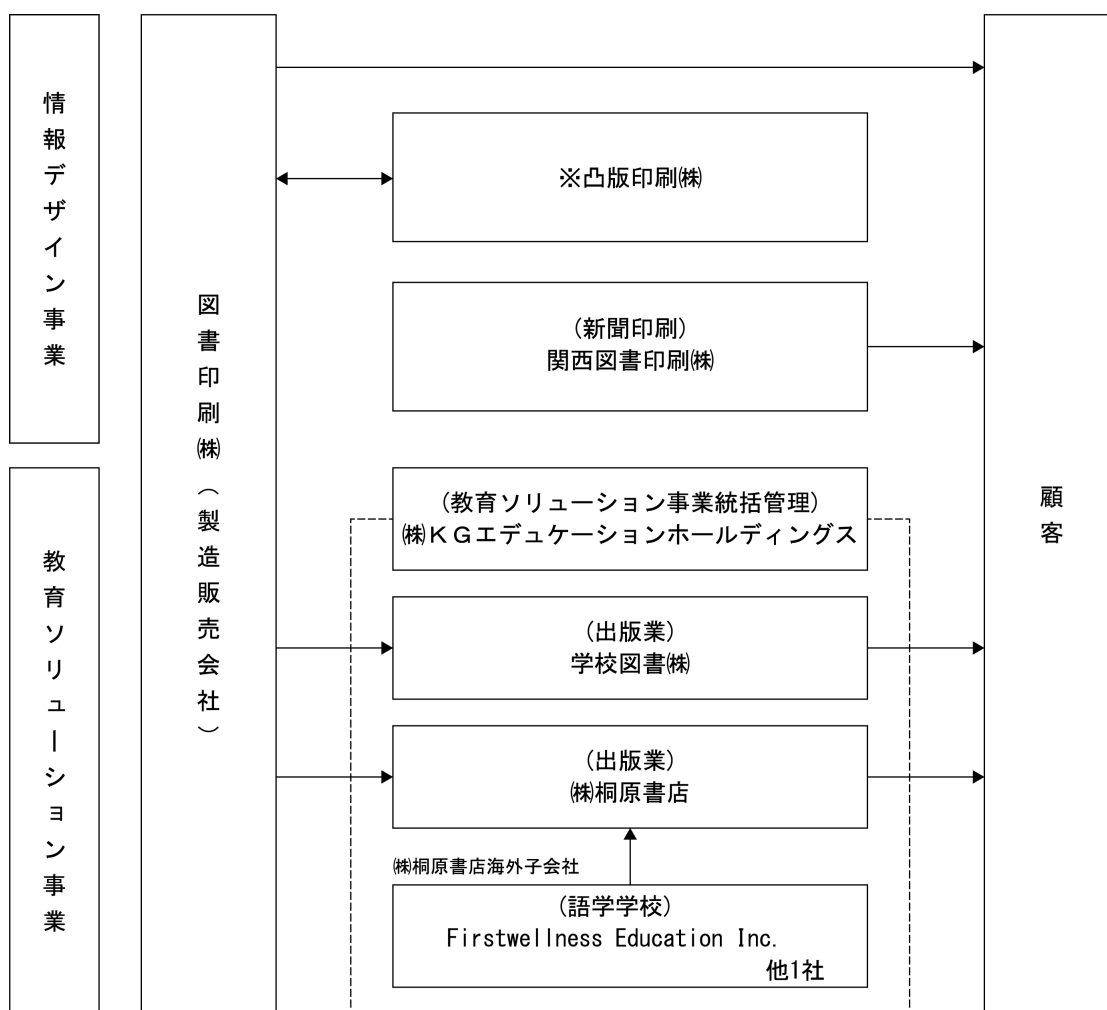 情報デザイン事業
教育ソリューション事業
図書印刷㈱（製造販売会社）
※凸版印刷㈱
（新聞印刷）
関西図書印刷㈱
（教育ソリューション事業統括管理）
㈱ＫＧエデュケーションホールディングス
（出版業）
学校図書㈱
（出版業）
㈱桐原書店
㈱桐原書店海外子会社
（語学学校）
Firstwellness Education Inc.
他1社
顧客